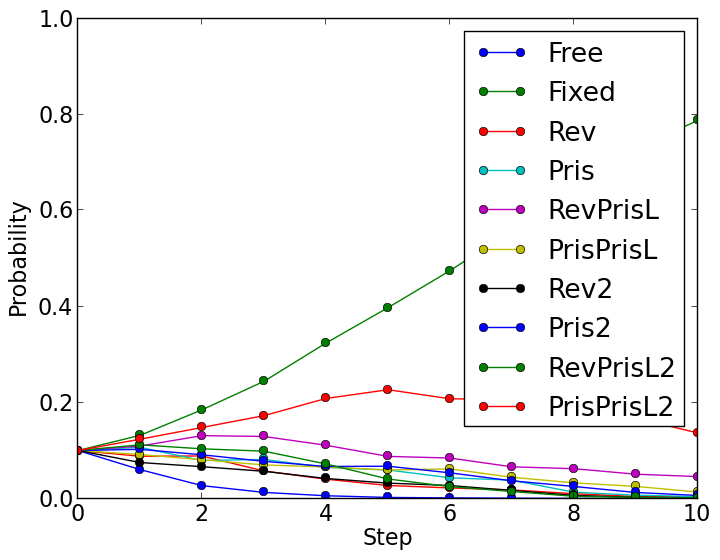 1.0
0.8
0.6
0.4
0.2
0.0
Probability
0 2 4 6 8 10
Step
Free
Fixed
Rev
Pris
RevPrisL
PrisPrisL
Rev2
Pris2
RevPrisL2
PrisPrisL2